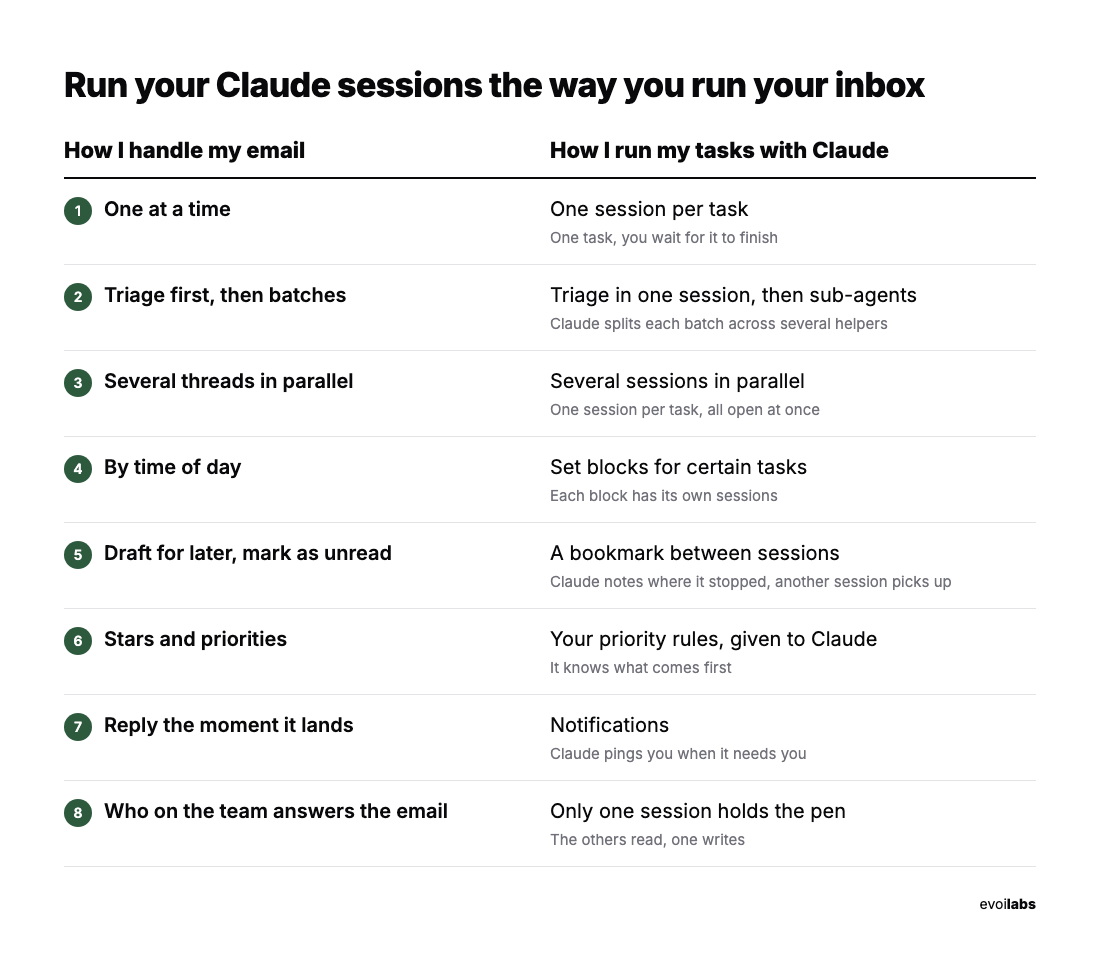 Run your Claude sessions the way you run your inbox
How I handle my email
How I run my tasks with Claude
1 One at a time
One session per task
One task, you wait for it to finish
2 Triage first, then batches
Triage in one session, then sub-agents
Claude splits each batch across several helpers
3 Several threads in parallel
Several sessions in parallel
One session per task, all open at once
4 By time of day
Set blocks for certain tasks
Each block has its own sessions
5 Draft for later, mark as unread
A bookmark between sessions
Claude notes where it stopped, another session picks up
6 Stars and priorities
Your priority rules, given to Claude
It knows what comes first
7 Reply the moment it lands
Notifications
Claude pings you when it needs you
8 Who on the team answers the email
Only one session holds the pen
The others read, one writes
evoilabs